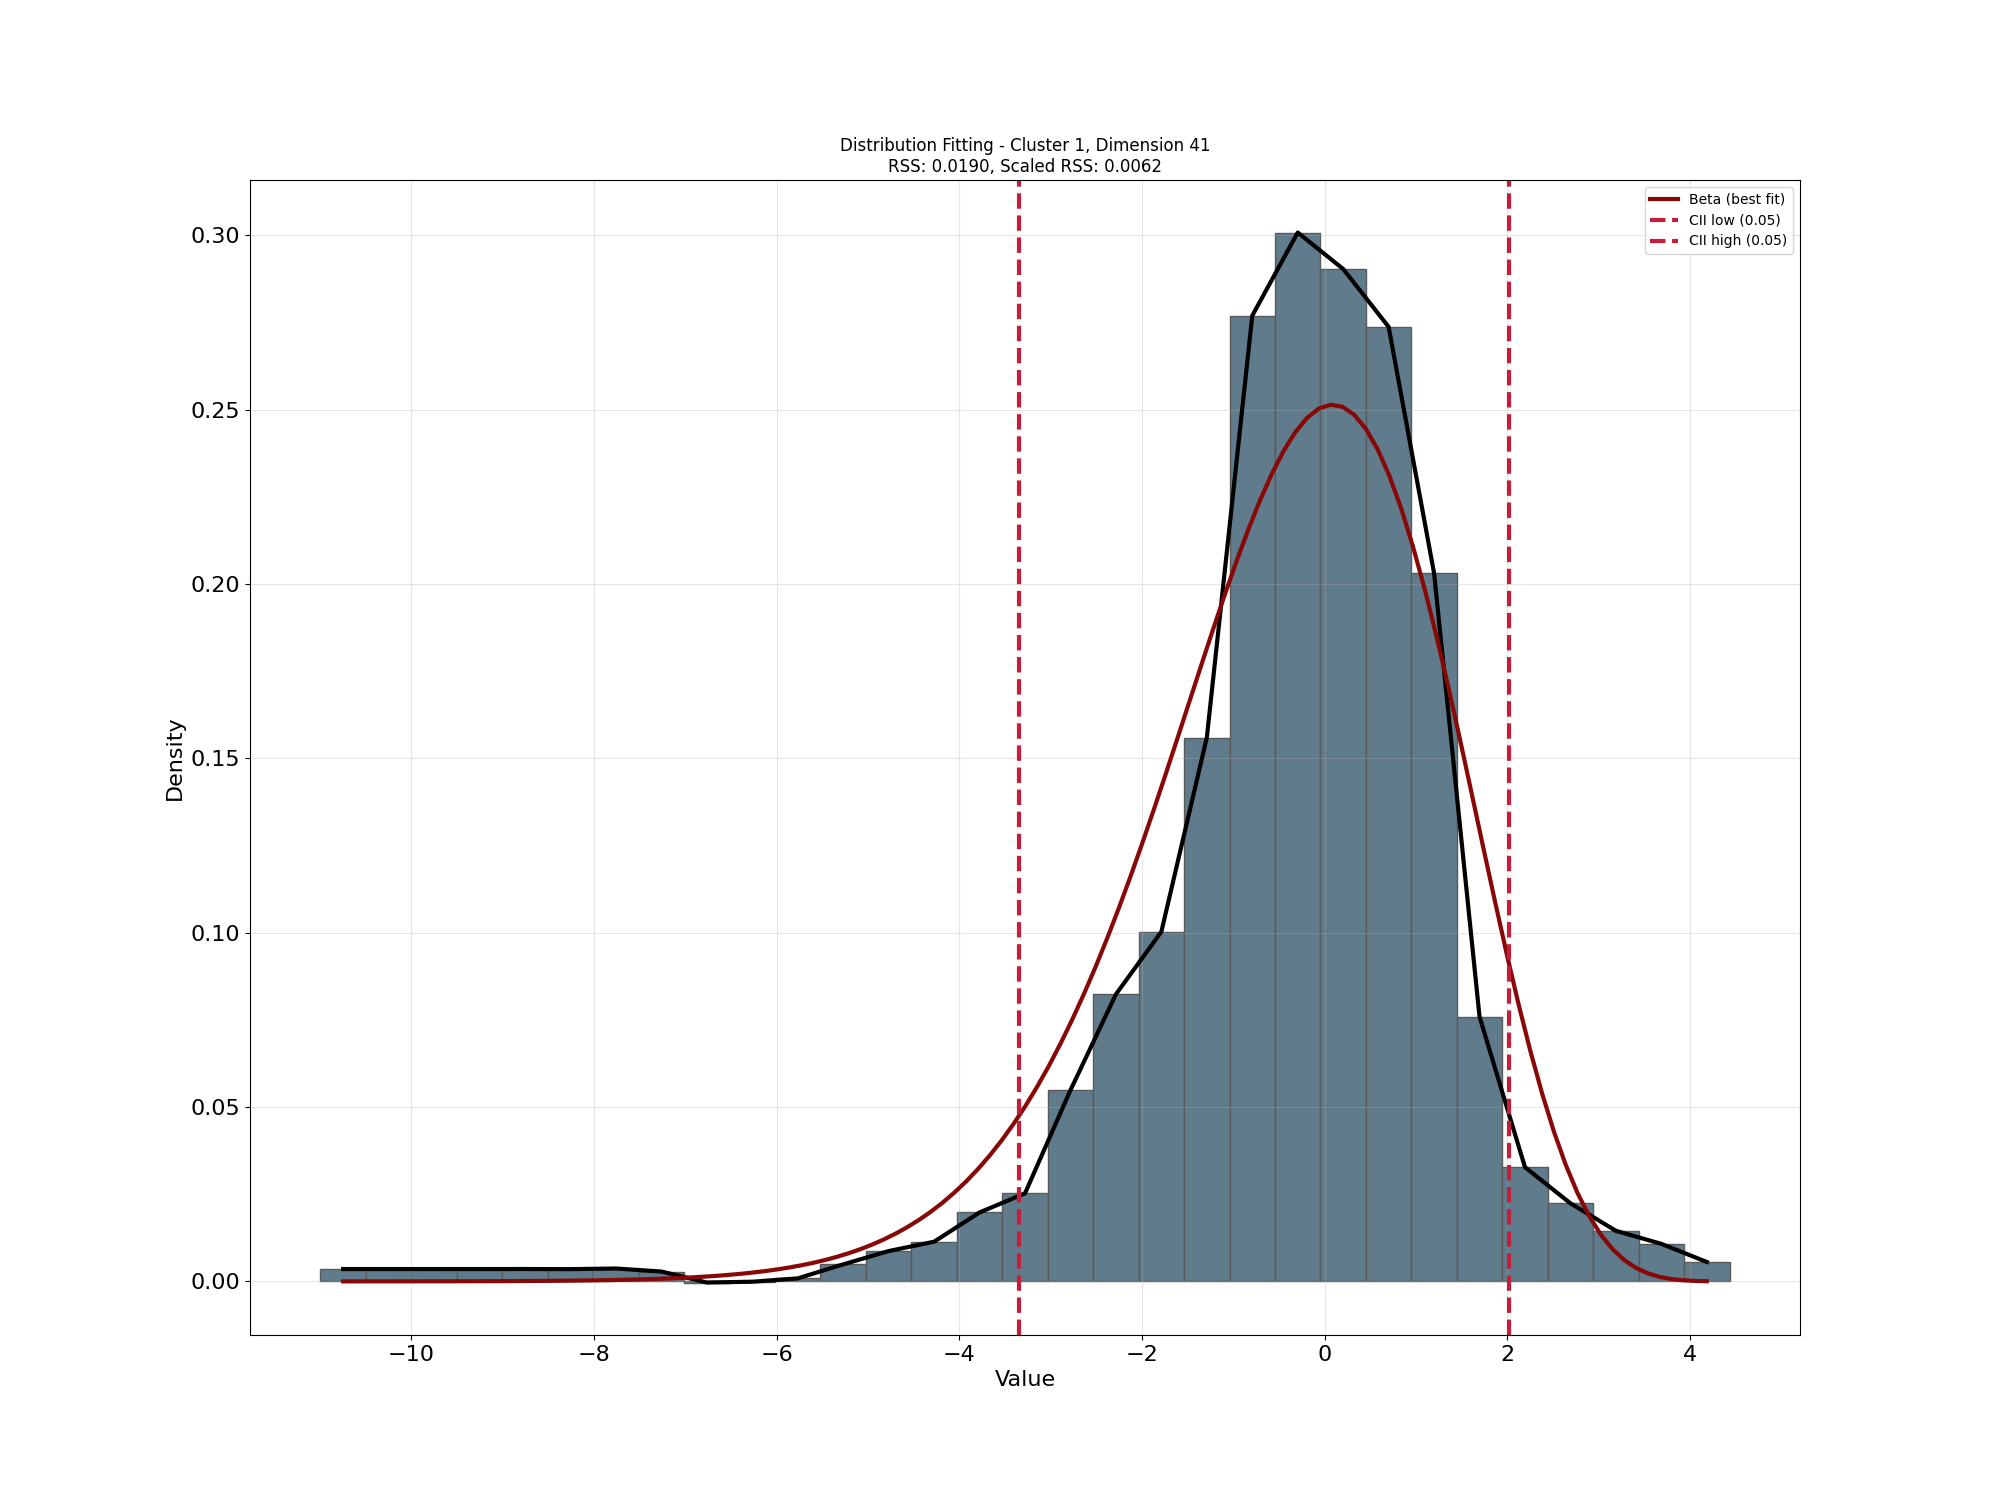 Distribution Fitting - Cluster 1, Dimension 41
RSS: 0.0190, Scaled RSS: 0.0062
Beta (best fit)
CII low (0.05)
CII high (0.05)
0.30
0.25
0.20
0.15
0.10
0.05
0.00
Density
−10 −8 −6 −4 −2 0 2 4
Value